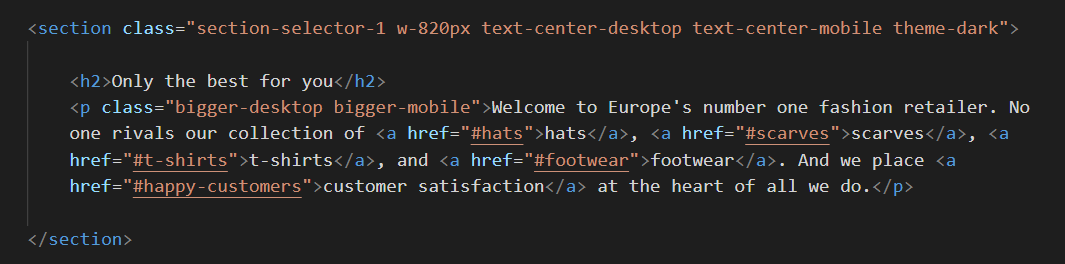 <section class="section-selector-1 w-820px text-center-desktop text-center-mobile theme-dark">
<h2>Only the best for you</h2>
<p class="bigger-desktop bigger-mobile">Welcome to Europe's number one fashion retailer. No
one rivals our collection of <a href="#hats">hats</a>, <a href="#scarves">scarves</a>, <a
href="#t-shirts">t-shirts</a>, and <a href="#footwear">footwear</a>. And we place <a
href="#happy-customers">customer satisfaction</a> at the heart of all we do.</p>
</section>